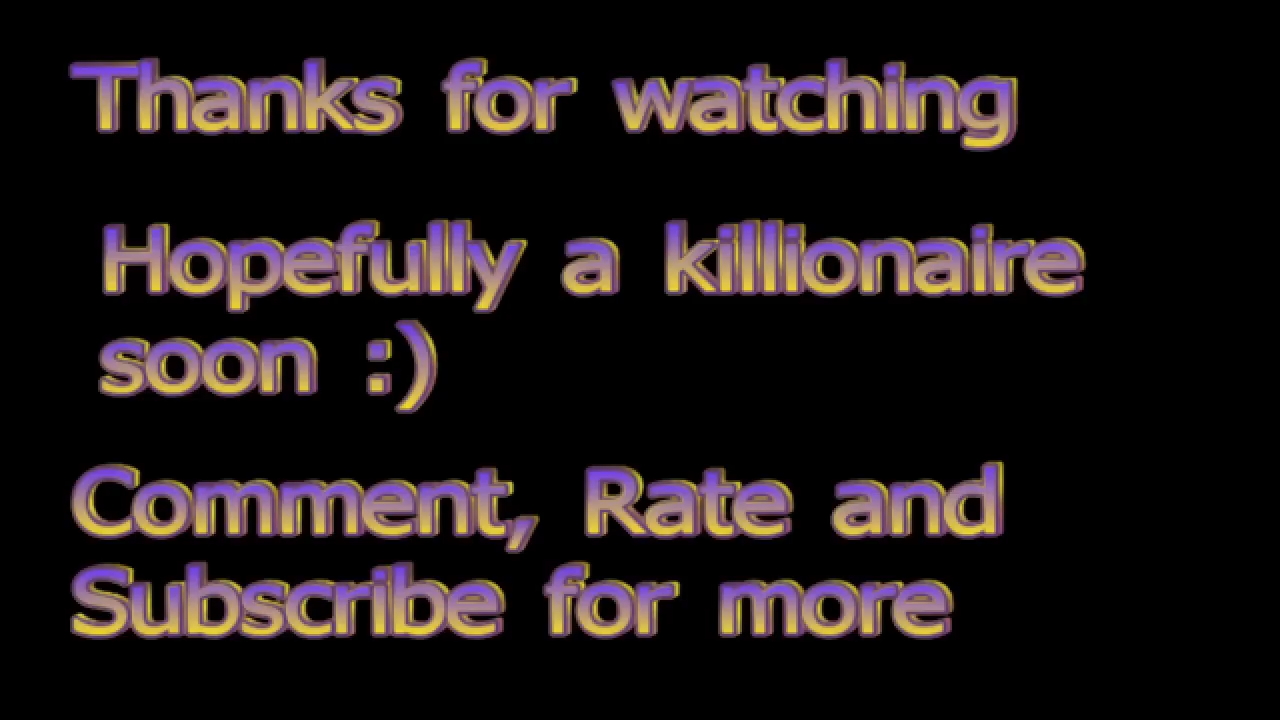 Thanks for watching
Hopefully a killionaire
soon :)
Comment, Rate and
Subscribe for more